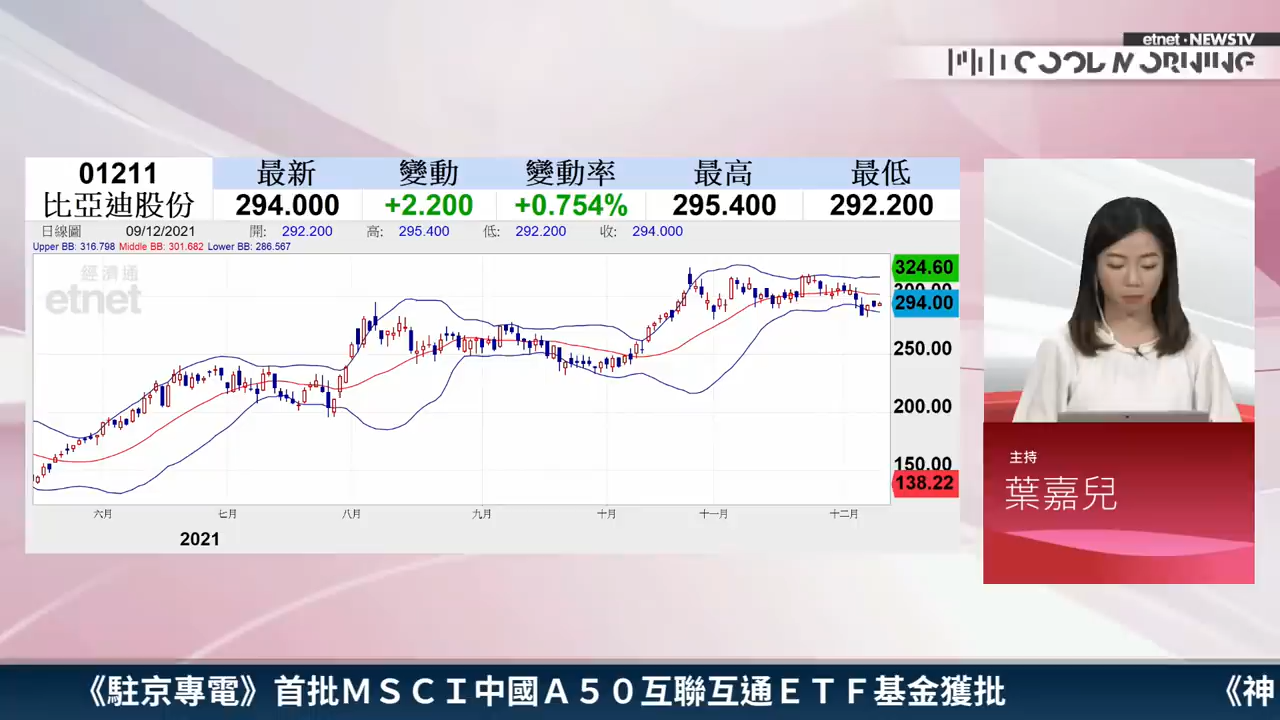 etnet·NEWSTV
COOL MORNING
01211
比亞迪股份
最新 變動 變動率 最高 最低
294.000 +2.200 +0.754% 295.400 292.200
日線圖 09/12/2021 開: 292.200 高: 295.400 低: 292.200 收: 294.000
Upper BB: 316.798 Middle BB: 301.682 Lower BB: 286.567
經濟通
etnet
324.60
294.00
250.00
200.00
150.00
138.22
六月 七月 八月 九月 十月 十一月 十二月
2021
主持
葉嘉兒
《駐京專電》首批ＭＳＣＩ中國Ａ５０互聯互通ＥＴＦ基金獲批 《神